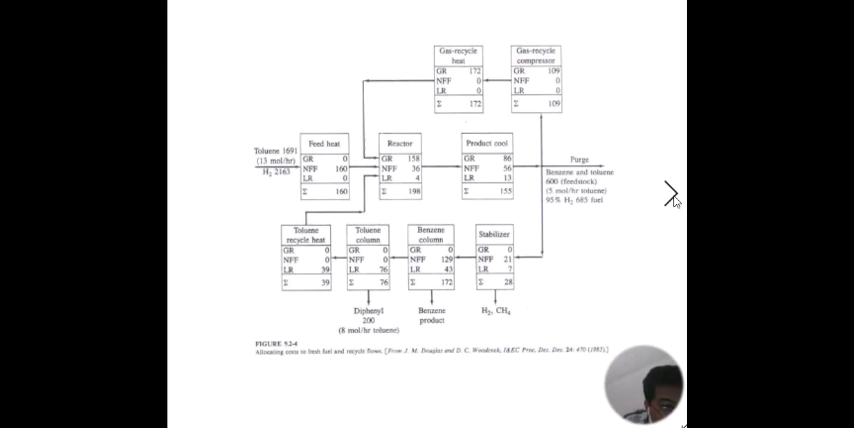 Gas-recycle
heat
GR 172
NFF 0
LR 0
Σ 172
Gas-recycle
compressor
GR 109
NFF 0
LR 0
Σ 109
Toluene 1691
(13 mol/hr)
H₂ 2163
Feed heat
GR 0
NFF 160
LR 0
Σ 160
Reactor
GR 158
NFF 36
LR 4
Σ 198
Product cool
GR 86
NFF 56
LR 13
Σ 155
Purge
Benzene and toluene
600 (feedstock)
(5 mol/hr toluene)
95% H₂ 685 fuel
Toluene
recycle heat
GR 0
NFF 0
LR 39
Σ 39
Toluene
column
GR 0
NFF 0
LR 76
Σ 76
Benzene
column
GR 0
NFF 129
LR 43
Σ 172
Stabilizer
GR 0
NFF 21
LR 7
Σ 28
Diphenyl
200
(8 mol/hr toluene)
Benzene
product
H₂, CH₄
FIGURE 5.2-4
Allocating costs to fresh fuel and recycle flows. [From J. M. Douglas and D. C. Woodcock, I&EC Proc. Des. Dev. 24: 470 (1985).]